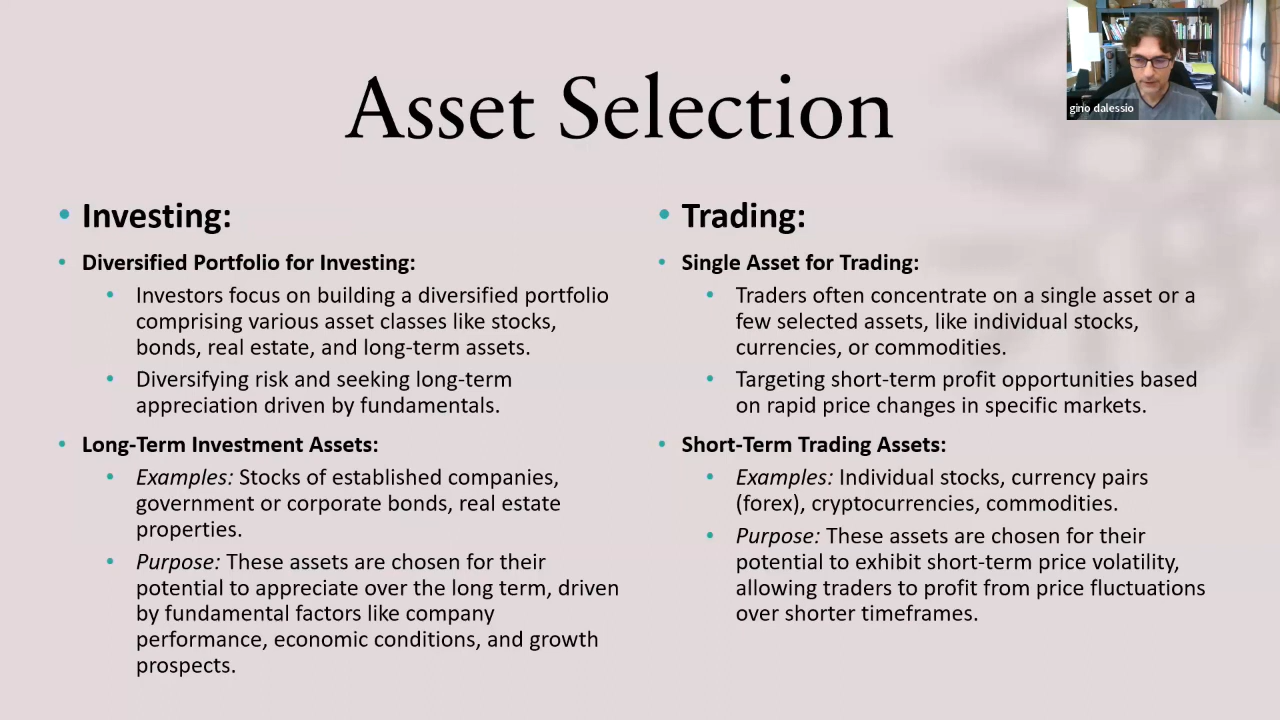 Asset Selection
gino dalessio
• Investing:
• Diversified Portfolio for Investing:
• Investors focus on building a diversified portfolio
comprising various asset classes like stocks,
bonds, real estate, and long-term assets.
• Diversifying risk and seeking long-term
appreciation driven by fundamentals.
• Long-Term Investment Assets:
• Examples: Stocks of established companies,
government or corporate bonds, real estate
properties.
• Purpose: These assets are chosen for their
potential to appreciate over the long term, driven
by fundamental factors like company
performance, economic conditions, and growth
prospects.
• Trading:
• Single Asset for Trading:
• Traders often concentrate on a single asset or a
few selected assets, like individual stocks,
currencies, or commodities.
• Targeting short-term profit opportunities based
on rapid price changes in specific markets.
• Short-Term Trading Assets:
• Examples: Individual stocks, currency pairs
(forex), cryptocurrencies, commodities.
• Purpose: These assets are chosen for their
potential to exhibit short-term price volatility,
allowing traders to profit from price fluctuations
over shorter timeframes.